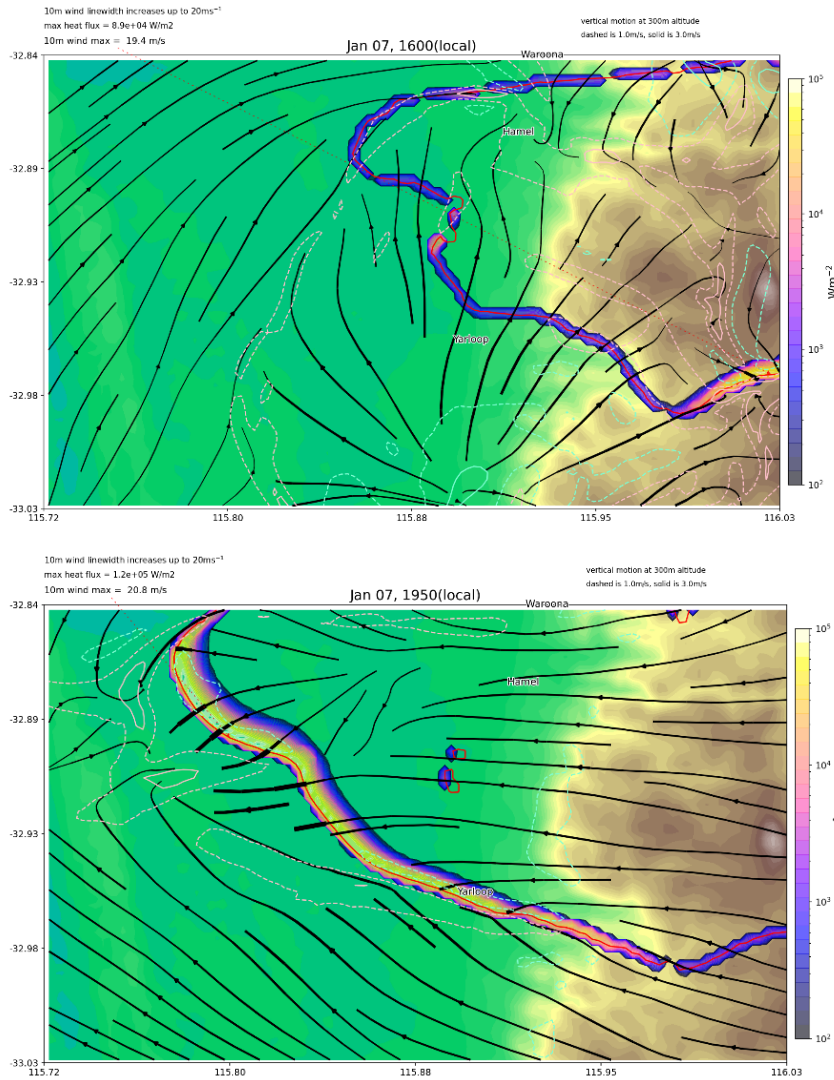 10m wind linewidth increases up to 20ms⁻¹
max heat flux = 8.9e+04 W/m2
10m wind max = 19.4 m/s
vertical motion at 300m altitude
dashed is 1.0m/s, solid is 3.0m/s
Jan 07, 1600(local)
Waroona
Hamel
Yarloop
-32.84
-32.89
-32.93
-32.98
-33.03
115.72
115.80
115.88
115.95
116.03
10⁵
10⁴
10³
10²
Wm⁻²
10m wind linewidth increases up to 20ms⁻¹
max heat flux = 1.2e+05 W/m2
10m wind max = 20.8 m/s
vertical motion at 300m altitude
dashed is 1.0m/s, solid is 3.0m/s
Jan 07, 1950(local)
Waroona
Hamel
Yarloop
-32.84
-32.89
-32.93
-32.98
-33.03
115.72
115.80
115.88
115.95
116.03
10⁵
10⁴
10³
10²